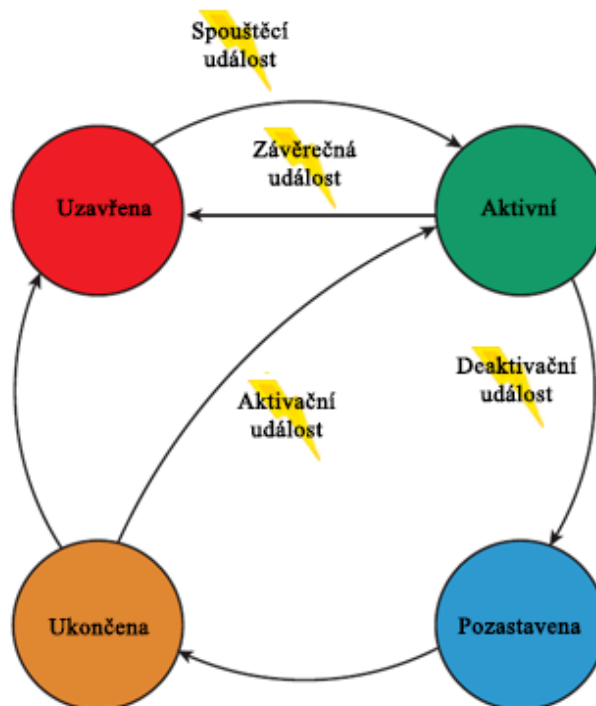 Spouštěcí
událost
Závěrečná
událost
Uzavřena
Aktivní
Deaktivační
událost
Aktivační
událost
Ukončena
Pozastavena